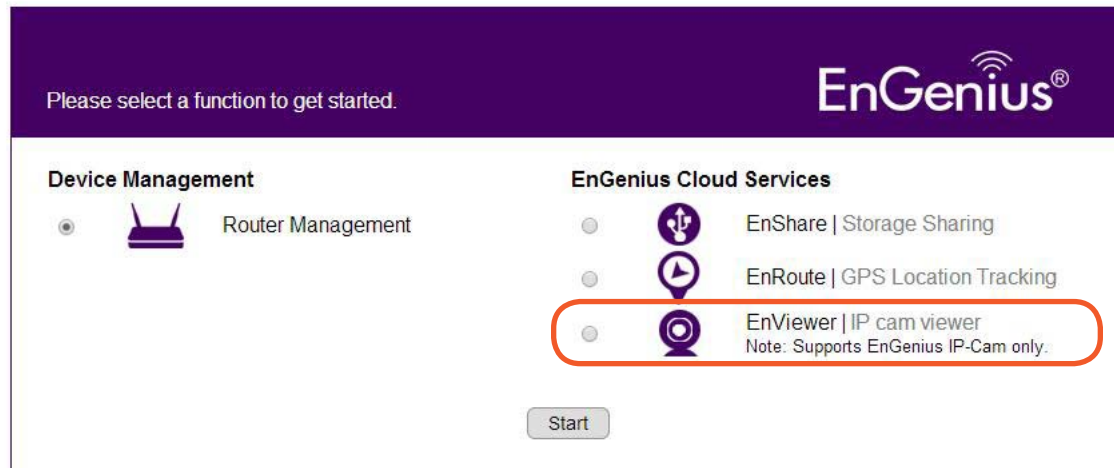 Please select a function to get started.
EnGenius®
Device Management
Router Management
EnGenius Cloud Services
EnShare | Storage Sharing
EnRoute | GPS Location Tracking
EnViewer | IP cam viewer
Note: Supports EnGenius IP-Cam only.
Start